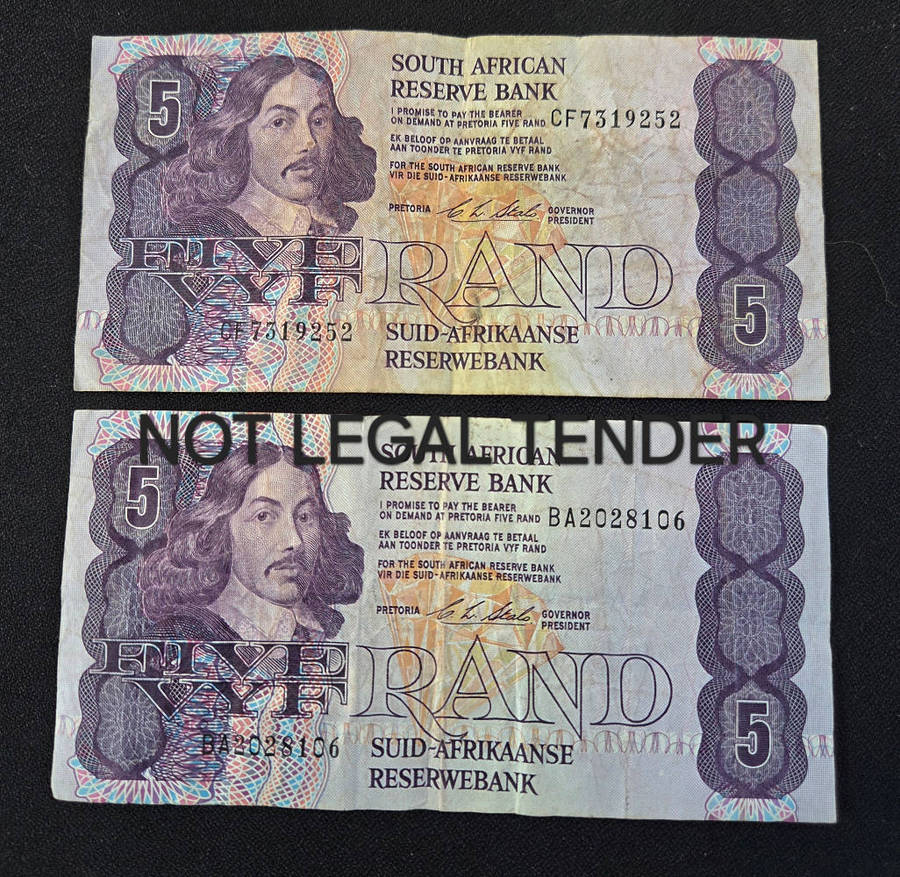 5
SOUTH AFRICAN
RESERVE BANK
I PROMISE TO PAY THE BEARER
ON DEMAND AT PRETORIA FIVE RAND CF7319252
EK BELOOF OP AANVRAAG TE BETAAL
AAN TOONDER TE PRETORIA VYF RAND
FOR THE SOUTH AFRICAN RESERVE BANK
VIR DIE SUID-AFRIKAANSE RESERWEBANK
PRETORIA C L Stals GOVERNOR
PRESIDENT
FIVE
VYF RAND
5
CF7319252
SUID-AFRIKAANSE
RESERWEBANK
NOT LEGAL TENDER
5
SOUTH AFRICAN
RESERVE BANK
I PROMISE TO PAY THE BEARER
ON DEMAND AT PRETORIA FIVE RAND BA2028106
EK BELOOF OP AANVRAAG TE BETAAL
AAN TOONDER TE PRETORIA VYF RAND
FOR THE SOUTH AFRICAN RESERVE BANK
VIR DIE SUID-AFRIKAANSE RESERWEBANK
PRETORIA C L Stals GOVERNOR
PRESIDENT
FIVE
VYF RAND
5
BA2028106
SUID-AFRIKAANSE
RESERWEBANK